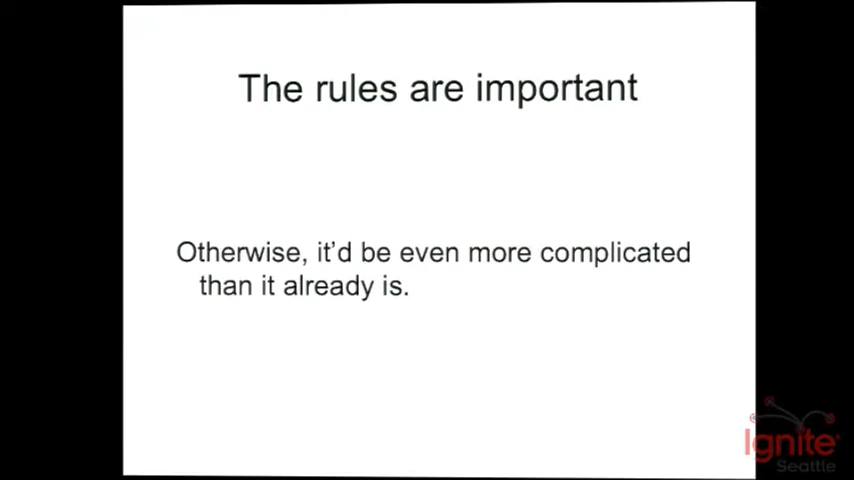 The rules are important
Otherwise, it'd be even more complicated
than it already is.
Ignite
Seattle